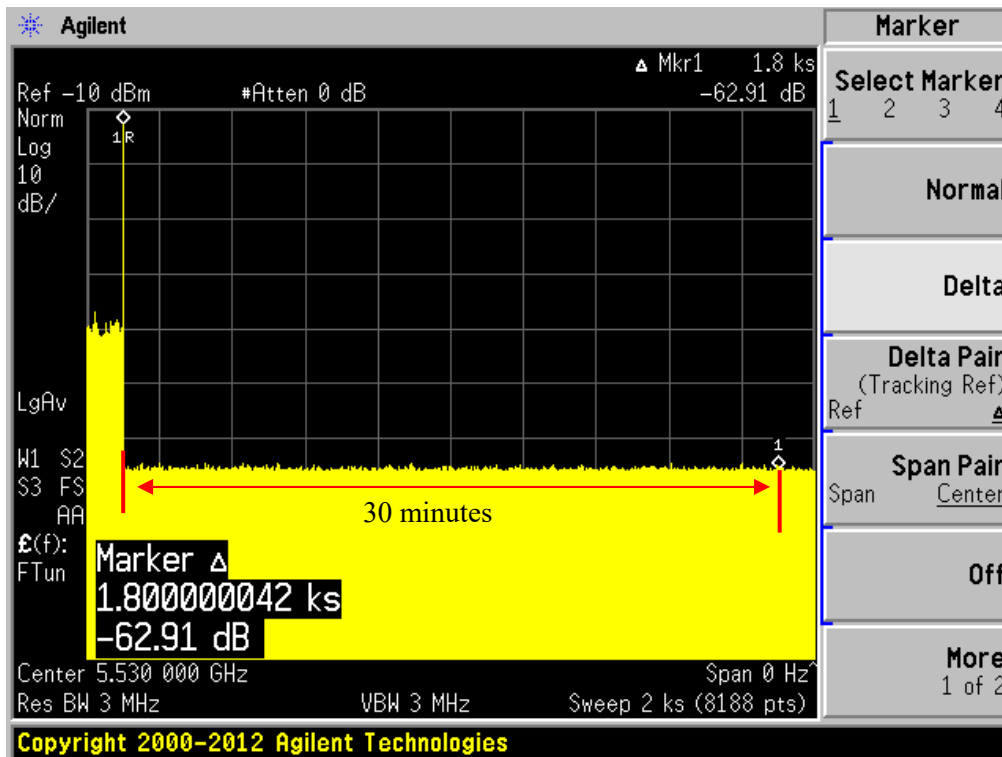 Agilent
Marker
Δ Mkr1 1.8 ks
Ref -10 dBm #Atten 0 dB -62.91 dB
Norm
Log
10
dB/
1R
LgAv
W1 S2
S3 FS
AA
£(f):
FTun
1
30 minutes
Marker Δ
1.800000042 ks
-62.91 dB
Center 5.530 000 GHz Span 0 Hz^
Res BW 3 MHz VBW 3 MHz Sweep 2 ks (8188 pts)
Copyright 2000-2012 Agilent Technologies
Select Marker
1 2 3 4
Normal
Delta
Delta Pair
(Tracking Ref)
Ref Δ
Span Pair
Span Center
Off
More
1 of 2